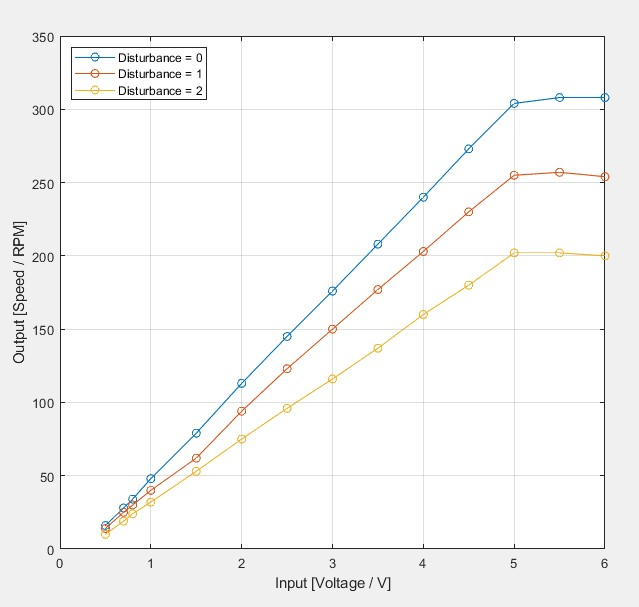 350
300
250
200
150
100
50
0
Disturbance = 0
Disturbance = 1
Disturbance = 2
Output [Speed / RPM]
0 1 2 3 4 5 6
Input [Voltage / V]